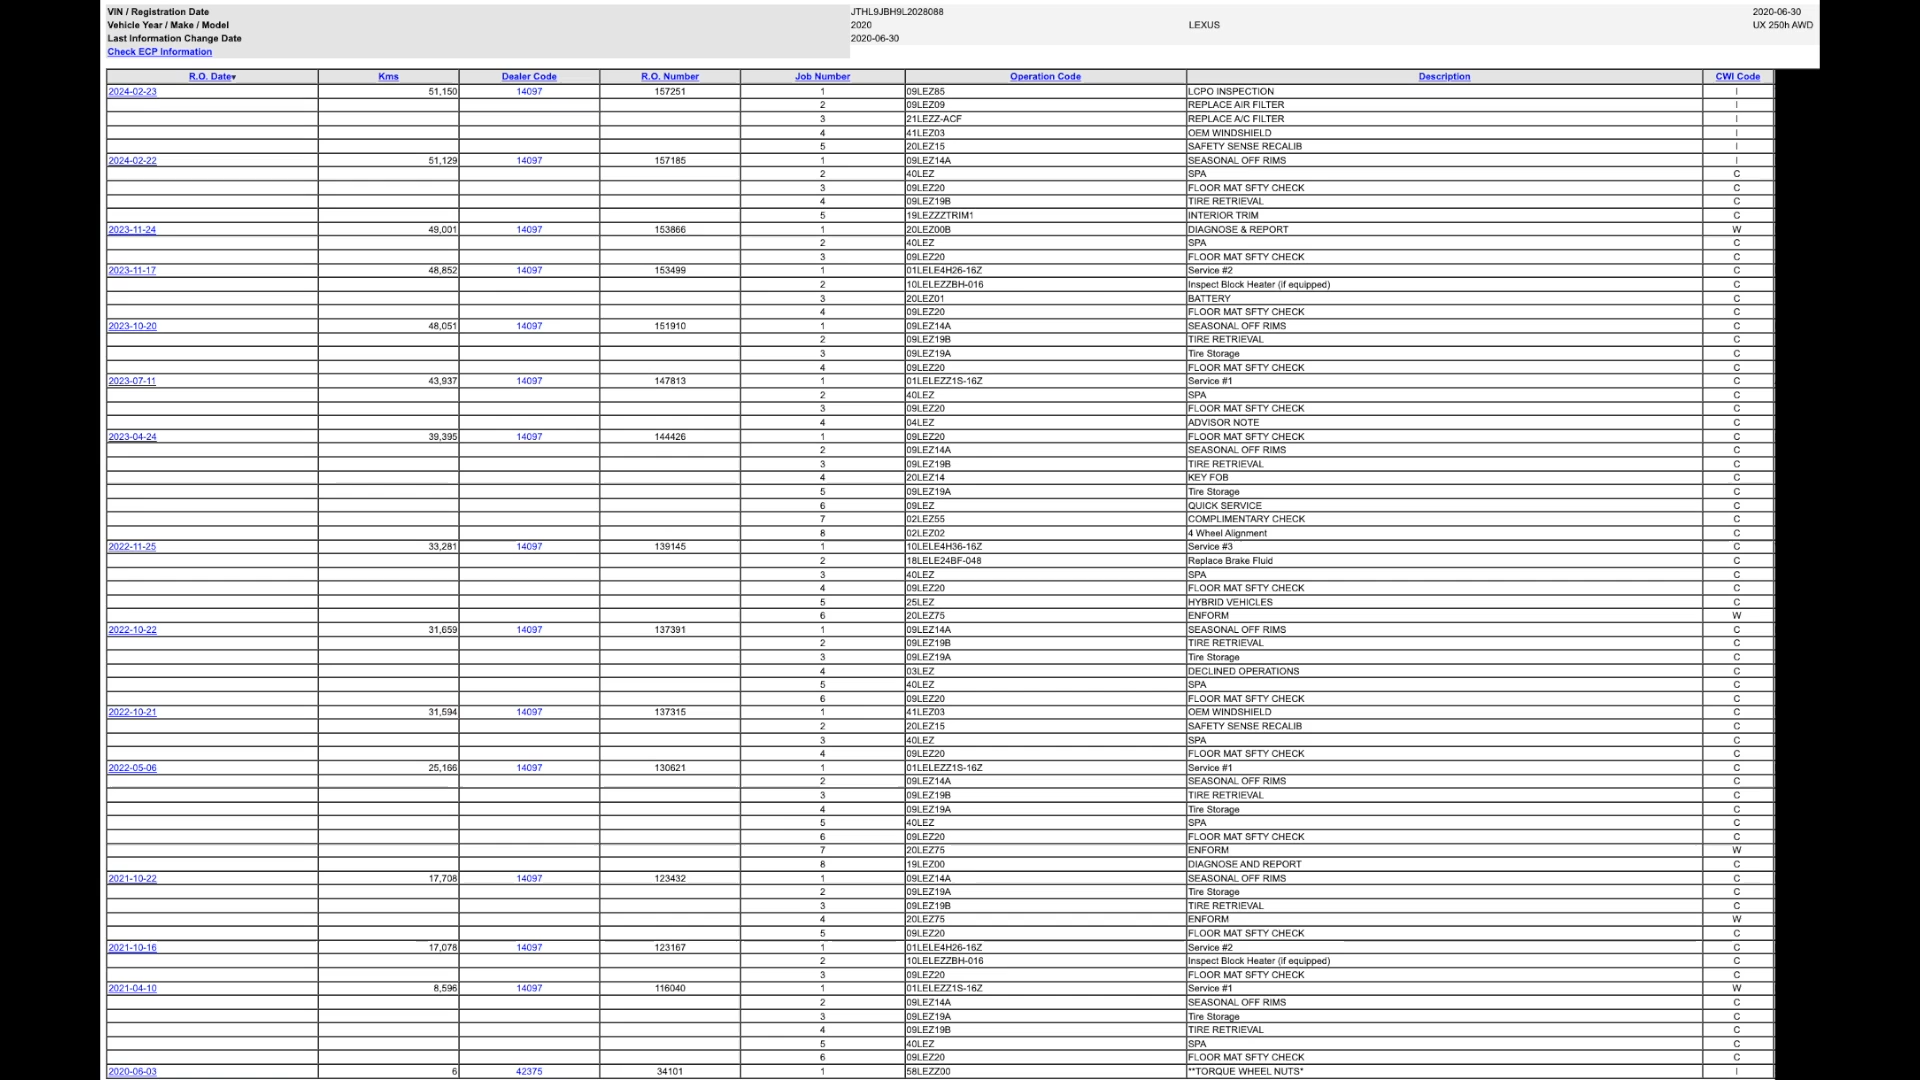 VIN / Registration Date JTHL9JBH9L2028088 2020-06-30
Vehicle Year / Make / Model 2020 LEXUS UX 250h AWD
Last Information Change Date 2020-06-30
Check ECP Information
R.O. Date▾ Kms Dealer Code R.O. Number Job Number Operation Code Description CWI Code
2024-02-23 51,150 14097 157251 1 09LEZ85 LCPO INSPECTION I
2 09LEZ09 REPLACE AIR FILTER I
3 21LEZZ-ACF REPLACE A/C FILTER I
4 41LEZ03 OEM WINDSHIELD I
5 20LEZ15 SAFETY SENSE RECALIB I
2024-02-22 51,129 14097 157185 1 09LEZ14A SEASONAL OFF RIMS I
2 40LEZ SPA C
3 09LEZ20 FLOOR MAT SFTY CHECK C
4 09LEZ19B TIRE RETRIEVAL C
5 19LEZZZTRIM1 INTERIOR TRIM C
2023-11-24 49,001 14097 153866 1 20LEZ00B DIAGNOSE & REPORT W
2 40LEZ SPA C
3 09LEZ20 FLOOR MAT SFTY CHECK C
2023-11-17 48,852 14097 153499 1 01LELE4H26-16Z Service #2 C
2 10LELEZZBH-016 Inspect Block Heater (if equipped) C
3 20LEZ01 BATTERY C
4 09LEZ20 FLOOR MAT SFTY CHECK C
2023-10-20 48,051 14097 151910 1 09LEZ14A SEASONAL OFF RIMS C
2 09LEZ19B TIRE RETRIEVAL C
3 09LEZ19A Tire Storage C
4 09LEZ20 FLOOR MAT SFTY CHECK C
2023-07-11 43,937 14097 147813 1 01LELEZZ1S-16Z Service #1 C
2 40LEZ SPA C
3 09LEZ20 FLOOR MAT SFTY CHECK C
4 04LEZ ADVISOR NOTE C
2023-04-24 39,395 14097 144426 1 09LEZ20 FLOOR MAT SFTY CHECK C
2 09LEZ14A SEASONAL OFF RIMS C
3 09LEZ19B TIRE RETRIEVAL C
4 20LEZ14 KEY FOB C
5 09LEZ19A Tire Storage C
6 09LEZ QUICK SERVICE C
7 02LEZ55 COMPLIMENTARY CHECK C
8 02LEZ02 4 Wheel Alignment C
2022-11-25 33,281 14097 139145 1 10LELE4H36-16Z Service #3 C
2 18LELE24BF-048 Replace Brake Fluid C
3 40LEZ SPA C
4 09LEZ20 FLOOR MAT SFTY CHECK C
5 25LEZ HYBRID VEHICLES C
6 20LEZ75 ENFORM W
2022-10-22 31,659 14097 137391 1 09LEZ14A SEASONAL OFF RIMS C
2 09LEZ19B TIRE RETRIEVAL C
3 09LEZ19A Tire Storage C
4 03LEZ DECLINED OPERATIONS C
5 40LEZ SPA C
6 09LEZ20 FLOOR MAT SFTY CHECK C
2022-10-21 31,594 14097 137315 1 41LEZ03 OEM WINDSHIELD C
2 20LEZ15 SAFETY SENSE RECALIB C
3 40LEZ SPA C
4 09LEZ20 FLOOR MAT SFTY CHECK C
2022-05-06 25,166 14097 130621 1 01LELEZZ1S-16Z Service #1 C
2 09LEZ14A SEASONAL OFF RIMS C
3 09LEZ19B TIRE RETRIEVAL C
4 09LEZ19A Tire Storage C
5 40LEZ SPA C
6 09LEZ20 FLOOR MAT SFTY CHECK C
7 20LEZ75 ENFORM W
8 19LEZ00 DIAGNOSE AND REPORT C
2021-10-22 17,708 14097 123432 1 09LEZ14A SEASONAL OFF RIMS C
2 09LEZ19A Tire Storage C
3 09LEZ19B TIRE RETRIEVAL C
4 20LEZ75 ENFORM W
5 09LEZ20 FLOOR MAT SFTY CHECK C
2021-10-16 17,078 14097 123167 1 01LELE4H26-16Z Service #2 C
2 10LELEZZBH-016 Inspect Block Heater (if equipped) C
3 09LEZ20 FLOOR MAT SFTY CHECK C
2021-04-10 8,596 14097 116040 1 01LELEZZ1S-16Z Service #1 W
2 09LEZ14A SEASONAL OFF RIMS C
3 09LEZ19A Tire Storage C
4 09LEZ19B TIRE RETRIEVAL C
5 40LEZ SPA C
6 09LEZ20 FLOOR MAT SFTY CHECK C
2020-06-03 6 42375 34101 1 58LEZZ00 **TORQUE WHEEL NUTS* I